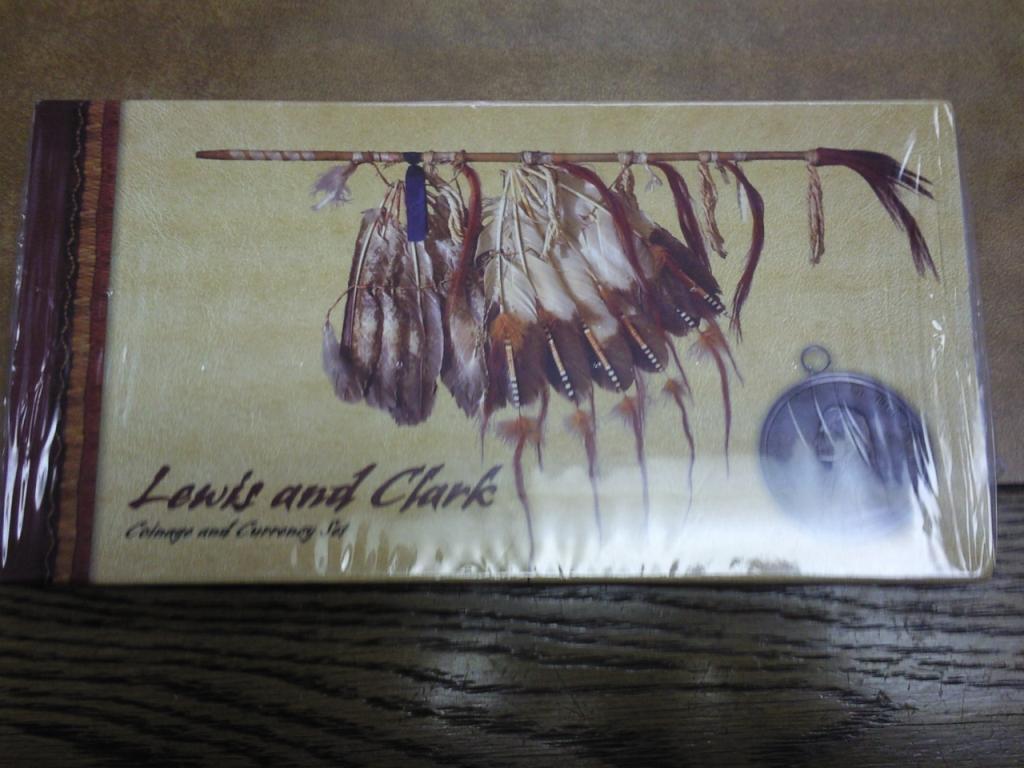 Lewis and Clark
Coinage and Currency Set